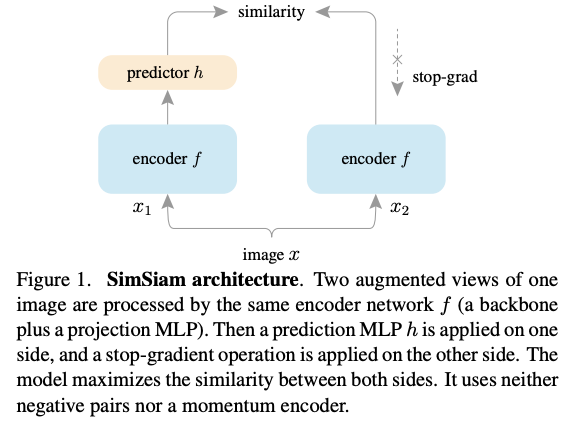 similarity
predictor h
stop-grad
encoder f
encoder f
x1
x2
image x
Figure 1. SimSiam architecture. Two augmented views of one
image are processed by the same encoder network f (a backbone
plus a projection MLP). Then a prediction MLP h is applied on one
side, and a stop-gradient operation is applied on the other side. The
model maximizes the similarity between both sides. It uses neither
negative pairs nor a momentum encoder.